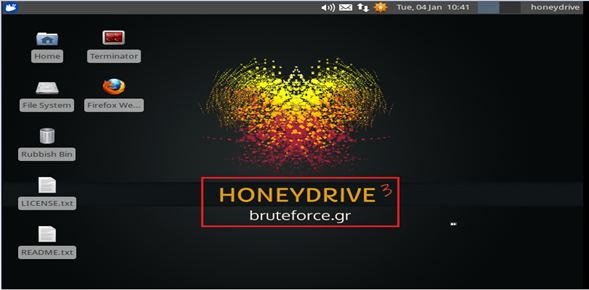 Tue, 04 Jan 10:41 honeydrive
Home
Terminator
File System
Firefox We...
Rubbish Bin
LICENSE.txt
README.txt
HONEYDRIVE 3
bruteforce.gr